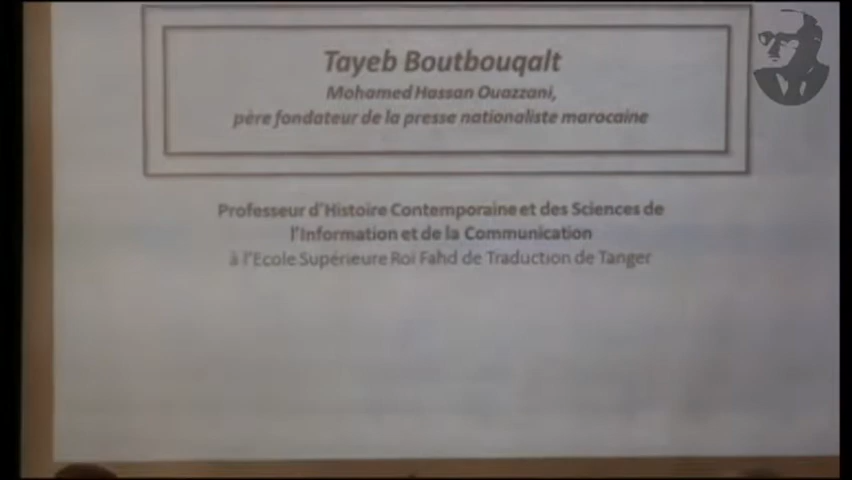 Tayeb Boutbouqalt
Mohamed Hassan Ouazzani,
père fondateur de la presse nationaliste marocaine
Professeur d'Histoire Contemporaine et des Sciences de
l'Information et de la Communication
à l'Ecole Supérieure Roi Fahd de Traduction de Tanger